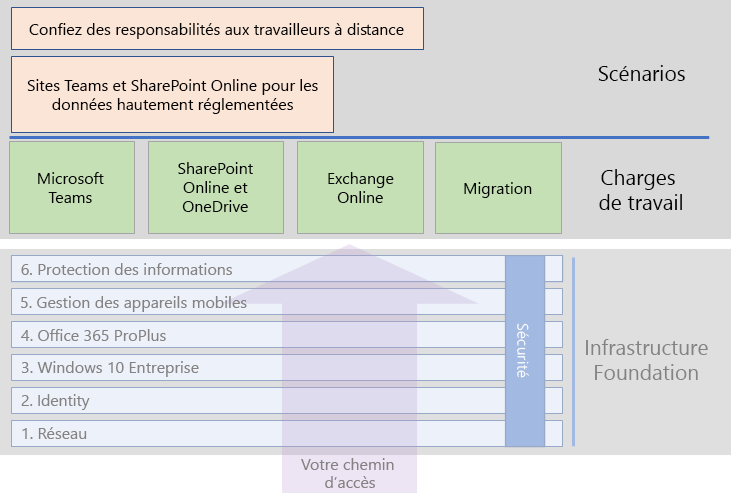 Confiez des responsabilités aux travailleurs à distance
Sites Teams et SharePoint Online pour les
données hautement réglementées
Scénarios
Microsoft
Teams
SharePoint
Online et
OneDrive
Exchange
Online
Migration
Charges
de travail
6. Protection des informations
5. Gestion des appareils mobiles
4. Office 365 ProPlus
3. Windows 10 Entreprise
2. Identity
1. Réseau
Sécurité
Infrastructure
Foundation
Votre chemin
d'accès